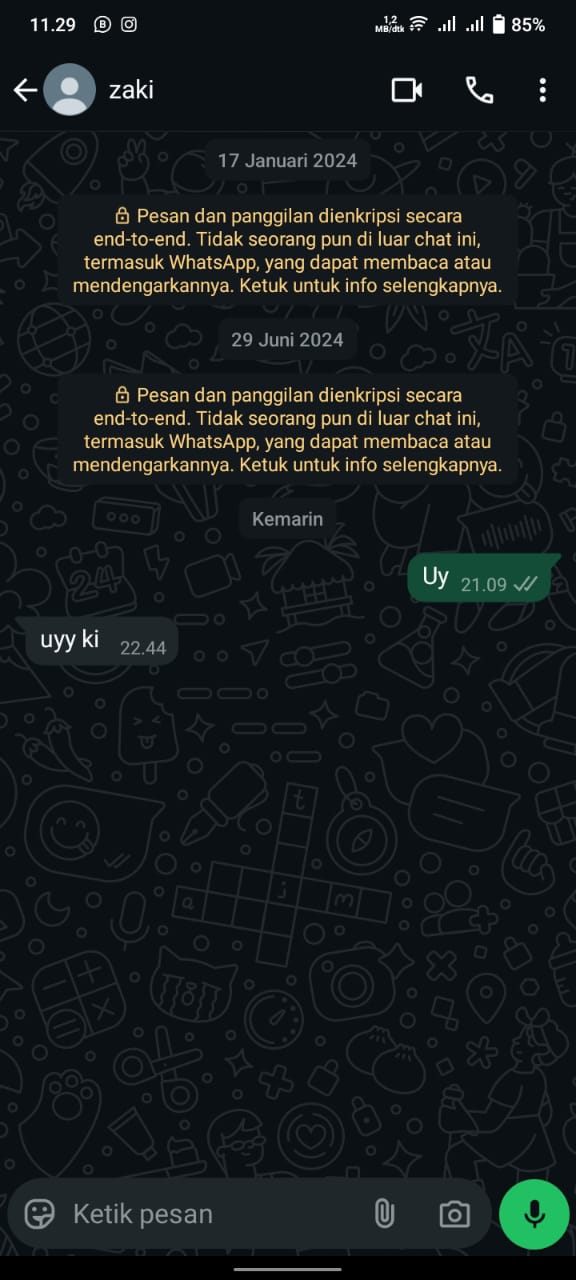 11.29
1,2
MB/dtk
85%
zaki
17 Januari 2024
Pesan dan panggilan dienkripsi secara
end-to-end. Tidak seorang pun di luar chat ini,
termasuk WhatsApp, yang dapat membaca atau
mendengarkannya. Ketuk untuk info selengkapnya.
29 Juni 2024
Pesan dan panggilan dienkripsi secara
end-to-end. Tidak seorang pun di luar chat ini,
termasuk WhatsApp, yang dapat membaca atau
mendengarkannya. Ketuk untuk info selengkapnya.
Kemarin
Uy 21.09
uyy ki 22.44
Ketik pesan